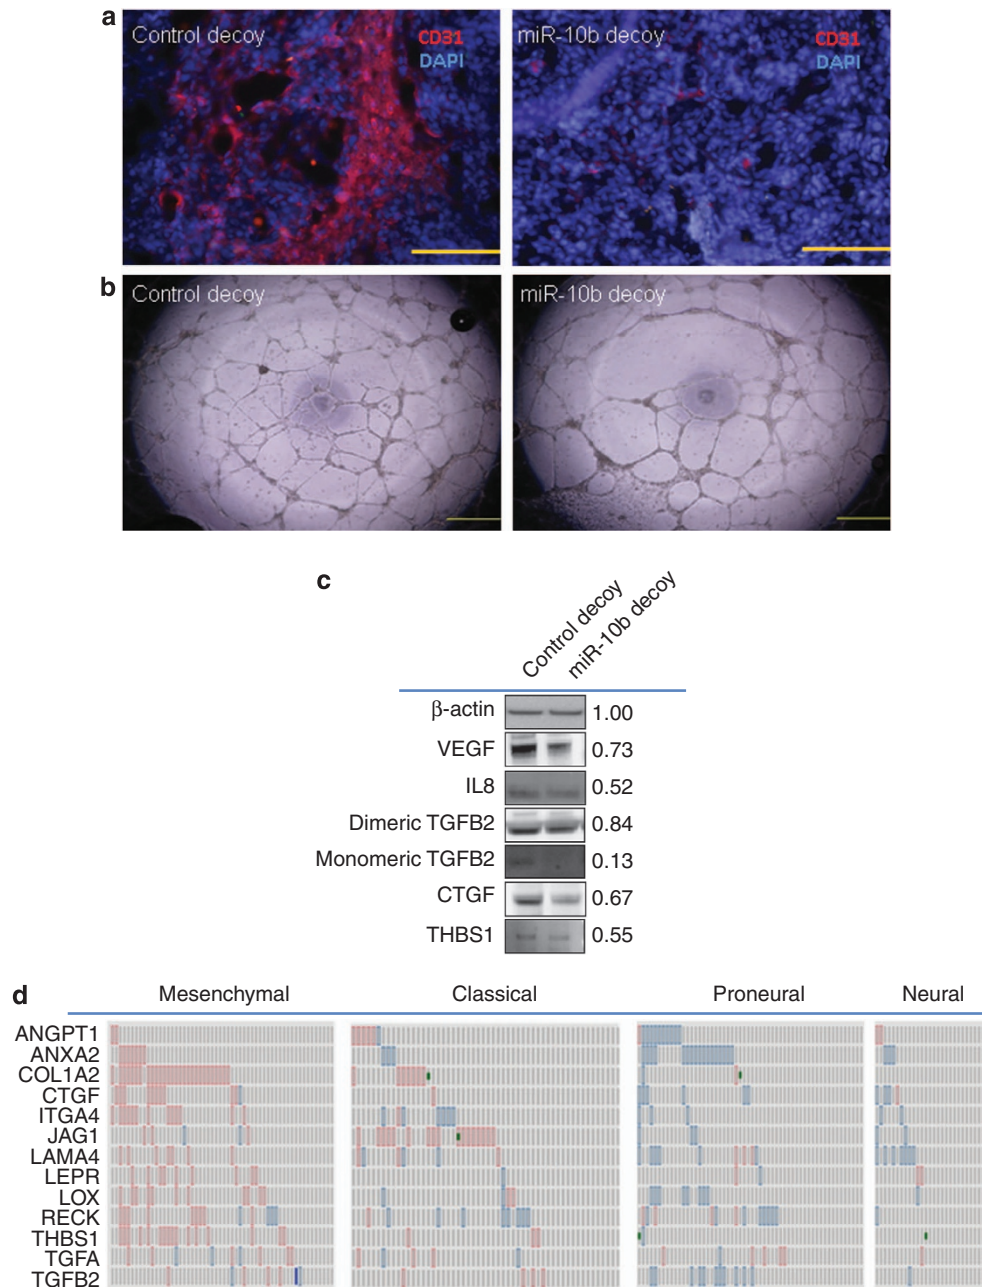 a
Control decoy
CD31
DAPI
miR-10b decoy
CD31
DAPI
b
Control decoy
miR-10b decoy
c
Control decoy
miR-10b decoy
β-actin 1.00
VEGF 0.73
IL8 0.52
Dimeric TGFB2 0.84
Monomeric TGFB2 0.13
CTGF 0.67
THBS1 0.55
d
Mesenchymal Classical Proneural Neural
ANGPT1
ANXA2
COL1A2
CTGF
ITGA4
JAG1
LAMA4
LEPR
LOX
RECK
THBS1
TGFA
TGFB2